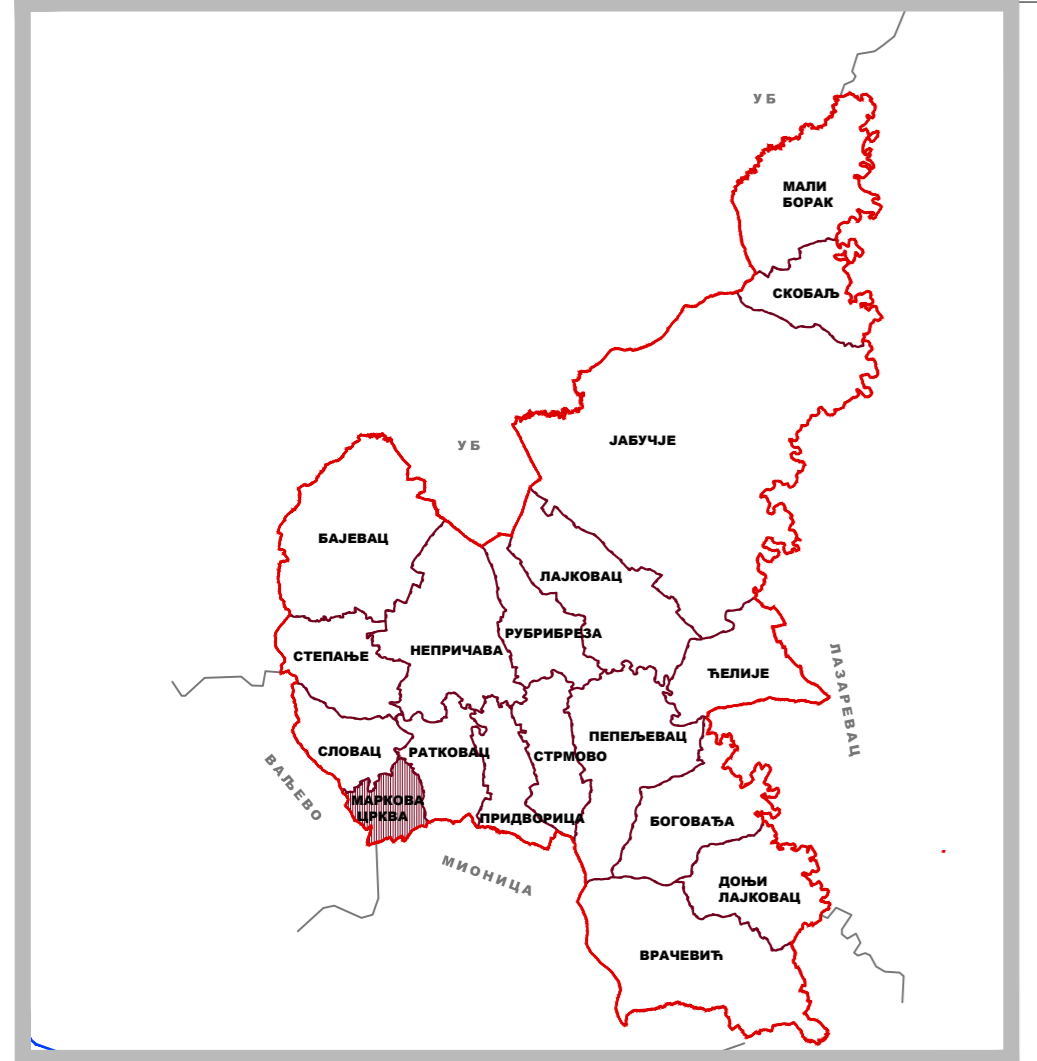 УБ
МАЛИ
БОРАК
СКОБАЉ
ЈАБУЧЈЕ
УБ
БАЈЕВАЦ
ЛАЈКОВАЦ
РУБРИБРЕЗА
НЕПРИЧАВА
СТЕПАЊЕ
ЋЕЛИЈЕ
ЛАЗАРЕВАЦ
ПЕПЕЉЕВАЦ
СЛОВАЦ
РАТКОВАЦ
СТРМОВО
ВАЉЕВО
МАРКОВА
ЦРКВА
ПРИДВОРИЦА
БОГОВАЂА
МИОНИЦА
ДОЊИ
ЛАЈКОВАЦ
ВРАЧЕВИЋ